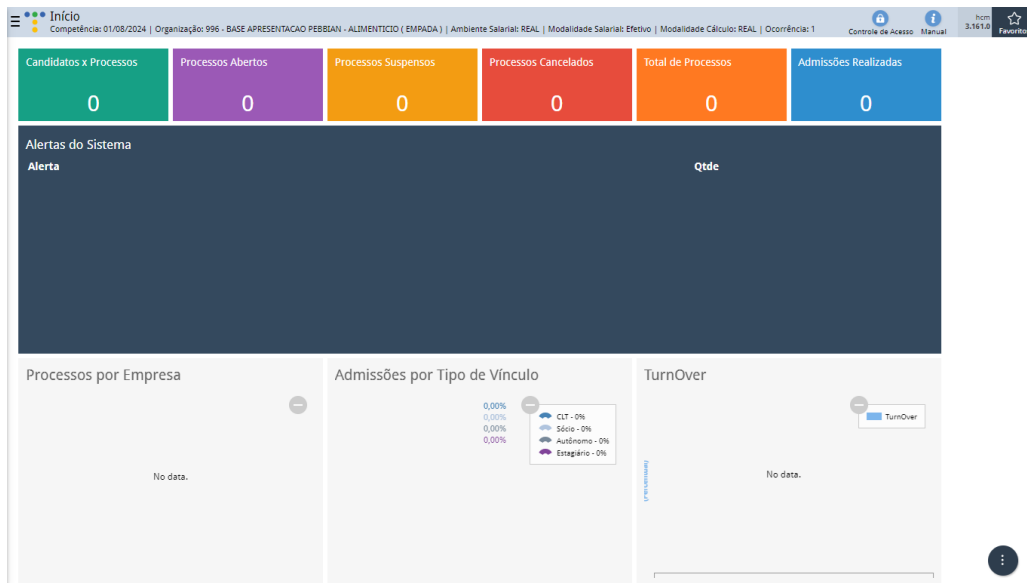 Início
Competência: 01/08/2024 | Organização: 996 - BASE APRESENTACAO PEBBIAN - ALIMENTICIO ( EMPADA ) | Ambiente Salarial: REAL | Modalidade Salarial: Efetivo | Modalidade Cálculo: REAL | Ocorrência: 1
Controle de Acesso
Manual
hcm
3.161.0
Favorito
Candidatos x Processos
0
Processos Abertos
0
Processos Suspensos
0
Processos Cancelados
0
Total de Processos
0
Admissões Realizadas
0
Alertas do Sistema
Alerta Qtde
Processos por Empresa
No data.
Admissões por Tipo de Vínculo
0,00%
0,00%
0,00%
0,00%
CLT - 0%
Sócio - 0%
Autônomo - 0%
Estagiário - 0%
TurnOver
TurnOver
No data.